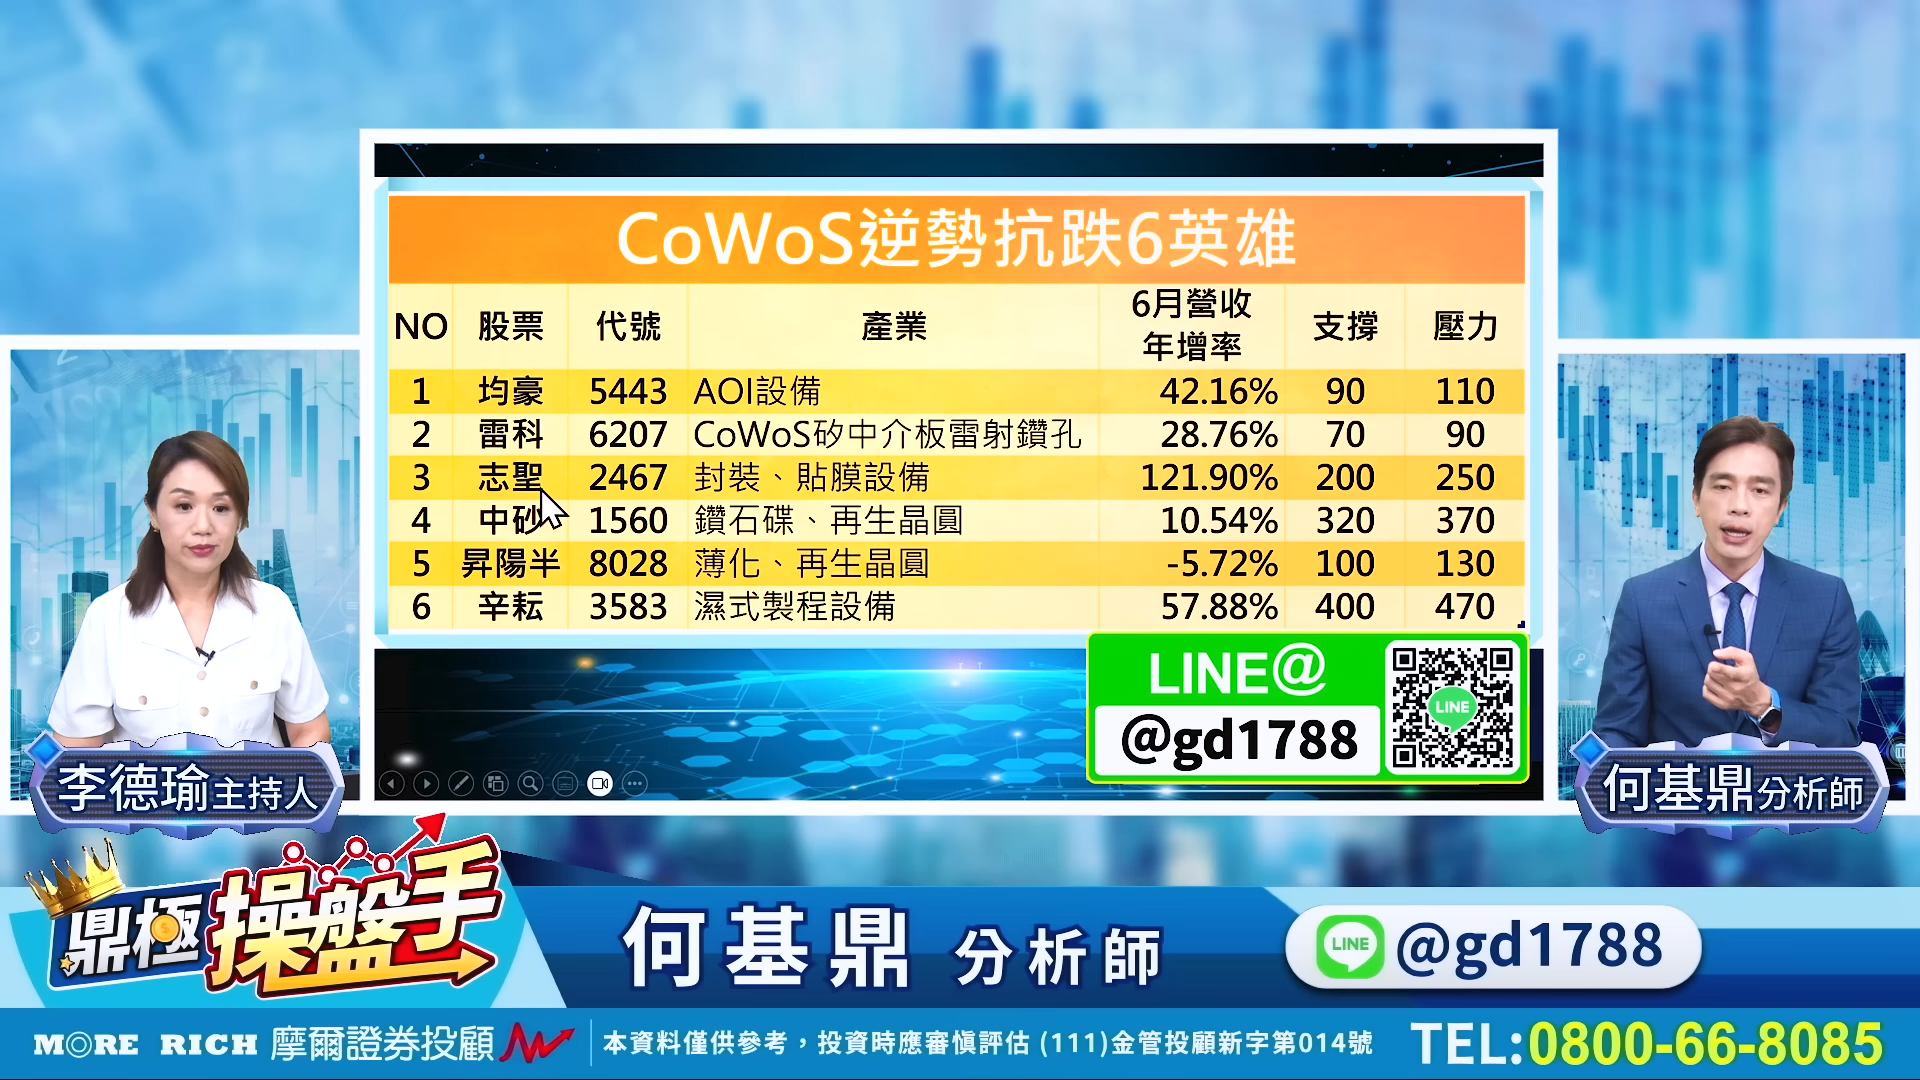 CoWoS逆勢抗跌6英雄
NO 股票 代號 產業 6月營收年增率 支撐 壓力
1 均豪 5443 AOI設備 42.16% 90 110
2 雷科 6207 CoWoS矽中介板雷射鑽孔 28.76% 70 90
3 志聖 2467 封裝、貼膜設備 121.90% 200 250
4 中砂 1560 鑽石碟、再生晶圓 10.54% 320 370
5 昇陽半 8028 薄化、再生晶圓 -5.72% 100 130
6 辛耘 3583 濕式製程設備 57.88% 400 470
LINE@
@gd1788
LINE
李德瑜主持人
何基鼎分析師
鼎極操盤手
何基鼎 分析師
LINE @gd1788
MORE RICH 摩爾證券投顧
本資料僅供參考，投資時應審慎評估 (111)金管投顧新字第014號
TEL:0800-66-8085